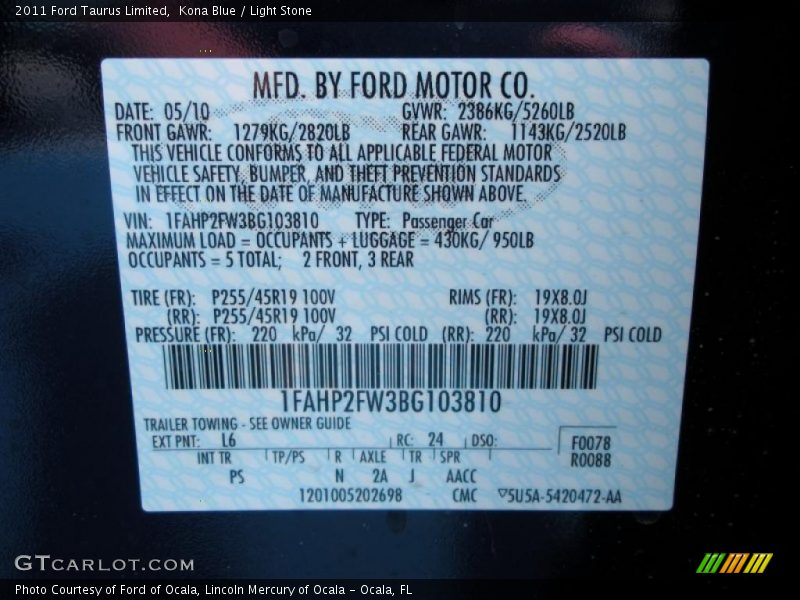 2011 Ford Taurus Limited, Kona Blue / Light Stone
MFD. BY FORD MOTOR CO.
DATE: 05/10 GVWR: 2386KG/5260LB
FRONT GAWR: 1279KG/2820LB REAR GAWR: 1143KG/2520LB
THIS VEHICLE CONFORMS TO ALL APPLICABLE FEDERAL MOTOR
VEHICLE SAFETY, BUMPER, AND THEFT PREVENTION STANDARDS
IN EFFECT ON THE DATE OF MANUFACTURE SHOWN ABOVE.
VIN: 1FAHP2FW3BG103810 TYPE: Passenger Car
MAXIMUM LOAD = OCCUPANTS + LUGGAGE = 430KG/ 950LB
OCCUPANTS = 5 TOTAL; 2 FRONT, 3 REAR
TIRE (FR): P255/45R19 100V RIMS (FR): 19X8.0J
(RR): P255/45R19 100V (RR): 19X8.0J
PRESSURE (FR): 220 kPa/ 32 PSI COLD (RR): 220 kPa/ 32 PSI COLD
1FAHP2FW3BG103810
TRAILER TOWING - SEE OWNER GUIDE
EXT PNT: L6 RC: 24 DSO: F0078
INT TR TP/PS R AXLE TR SPR R0088
PS N 2A J AACC
1201005202698 CMC ▽5U5A-5420472-AA
GTCARLOT.COM
Photo Courtesy of Ford of Ocala, Lincoln Mercury of Ocala - Ocala, FL